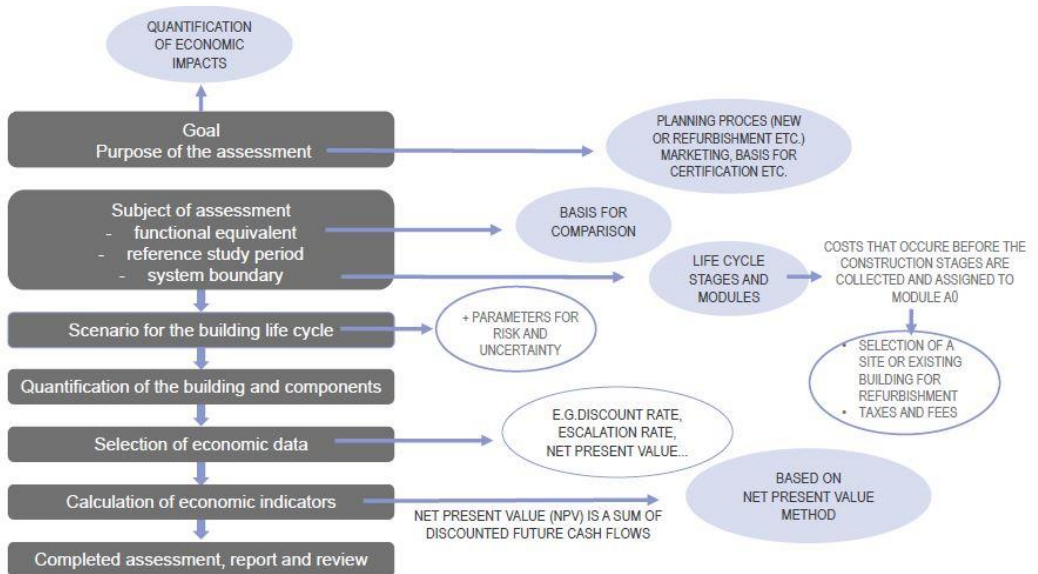 QUANTIFICATION
OF ECONOMIC
IMPACTS
Goal
Purpose of the assessment
PLANNING PROCES (NEW
OR REFURBISHMENT ETC.)
MARKETING, BASIS FOR
CERTIFICATION ETC.
Subject of assessment
- functional equivalent
- reference study period
- system boundary
BASIS FOR
COMPARISON
LIFE CYCLE
STAGES AND
MODULES
COSTS THAT OCCURE BEFORE THE
CONSTRUCTION STAGES ARE
COLLECTED AND ASSIGNED TO
MODULE A0
• SELECTION OF A
SITE OR EXISTING
BUILDING FOR
REFURBISHMENT
• TAXES AND FEES
Scenario for the building life cycle
+ PARAMETERS FOR
RISK AND
UNCERTAINTY
Quantification of the building and components
Selection of economic data
E.G.DISCOUNT RATE,
ESCALATION RATE,
NET PRESENT VALUE...
Calculation of economic indicators
NET PRESENT VALUE (NPV) IS A SUM OF
DISCOUNTED FUTURE CASH FLOWS
BASED ON
NET PRESENT VALUE
METHOD
Completed assessment, report and review